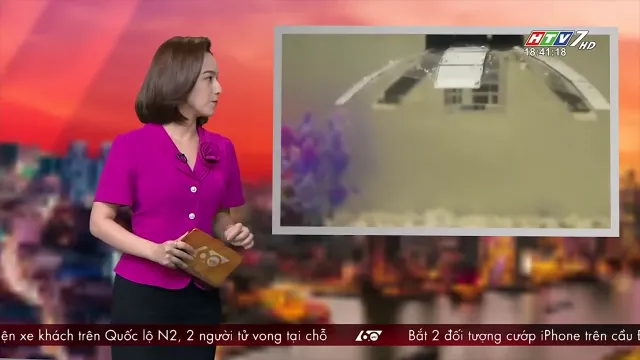 HTV7 HD
18:41:18
ện xe khách trên Quốc lộ N2, 2 người tử vong tại chỗ
60
Bắt 2 đối tượng cướp iPhone trên cầu